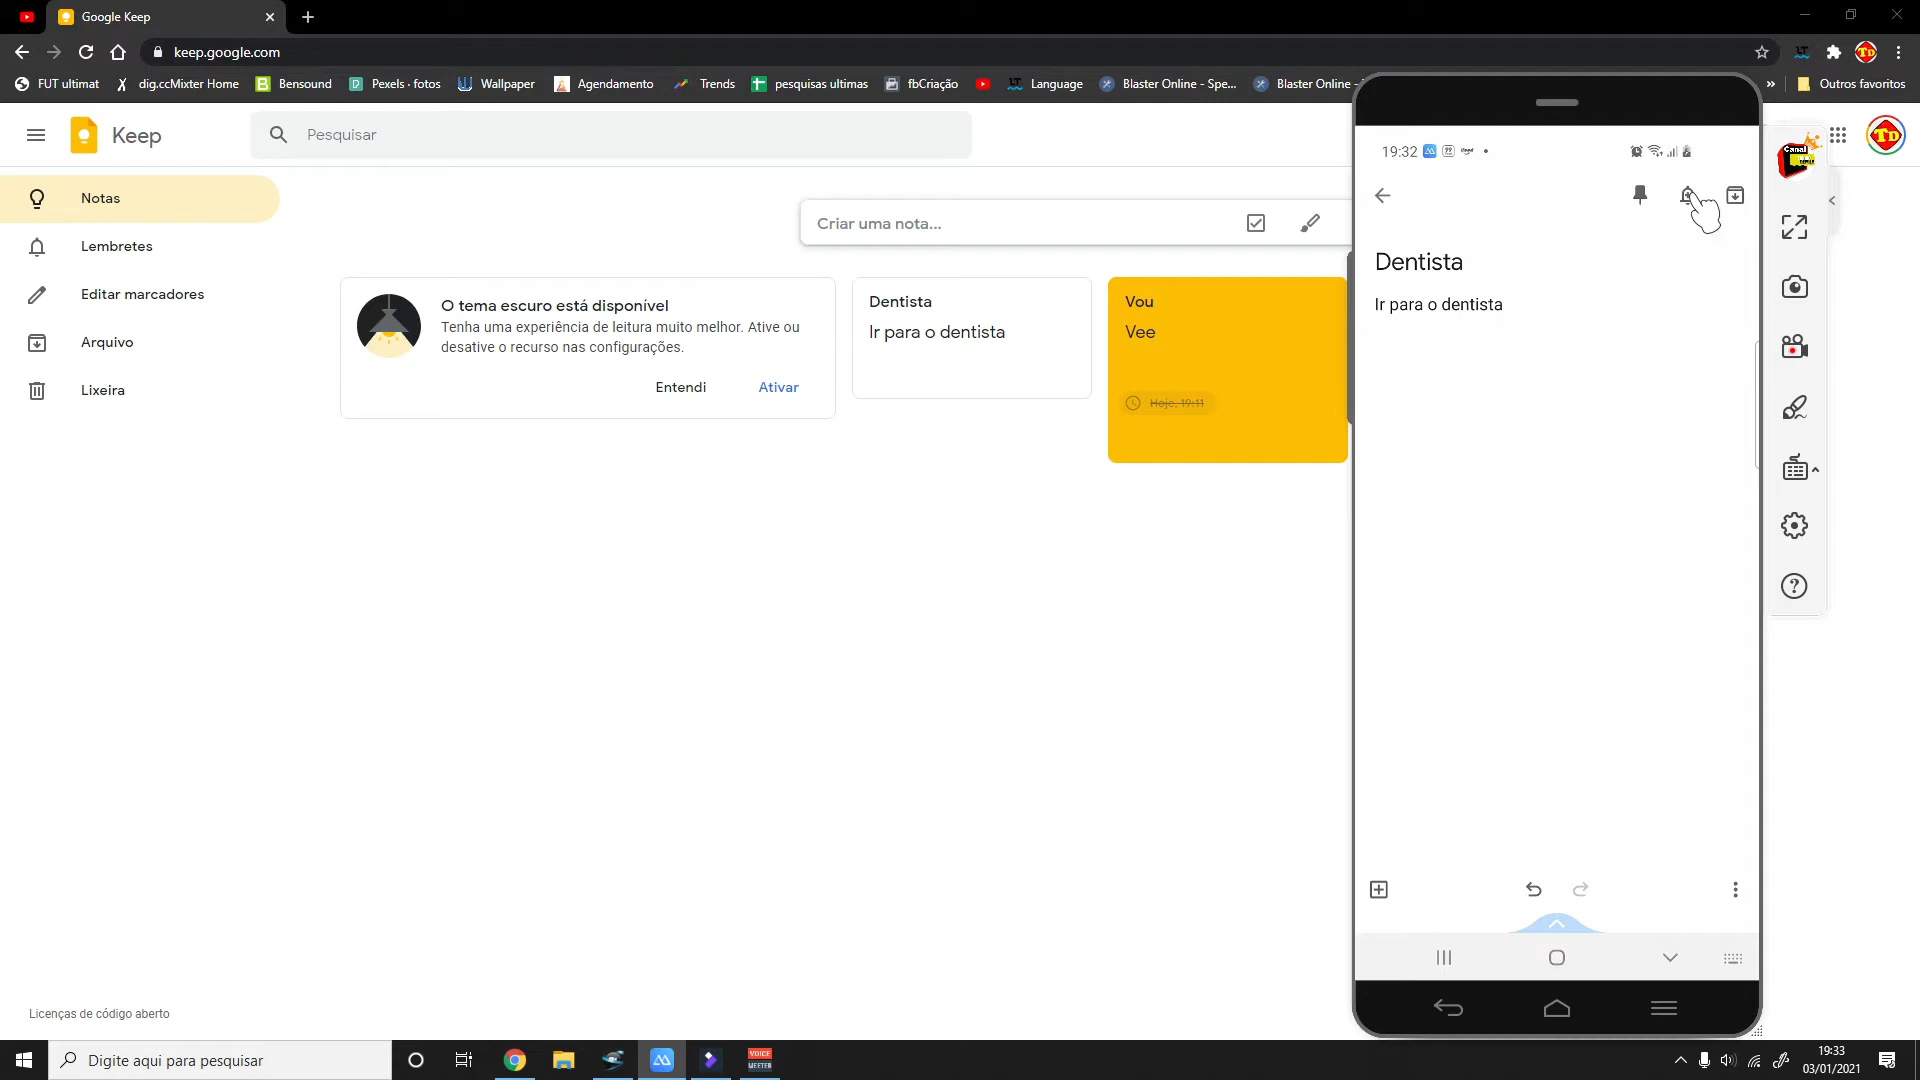 Google Keep
keep.google.com
FUT ultimat
dig.ccMixter Home
Bensound
Pexels · fotos
Wallpaper
Agendamento
Trends
pesquisas ultimas
fbCriação
Language
Blaster Online - Spe...
Blaster Online -
»
Outros favoritos
Keep
Pesquisar
Notas
Lembretes
Editar marcadores
Arquivo
Lixeira
Criar uma nota...
O tema escuro está disponível
Tenha uma experiência de leitura muito melhor. Ative ou
desative o recurso nas configurações.
Entendi
Ativar
Dentista
Ir para o dentista
Vou
Vee
Hoje, 19:11
19:32
Dentista
Ir para o dentista
Canal
TD
Licenças de código aberto
Digite aqui para pesquisar
VOICE
MEETER
19:33
03/01/2021